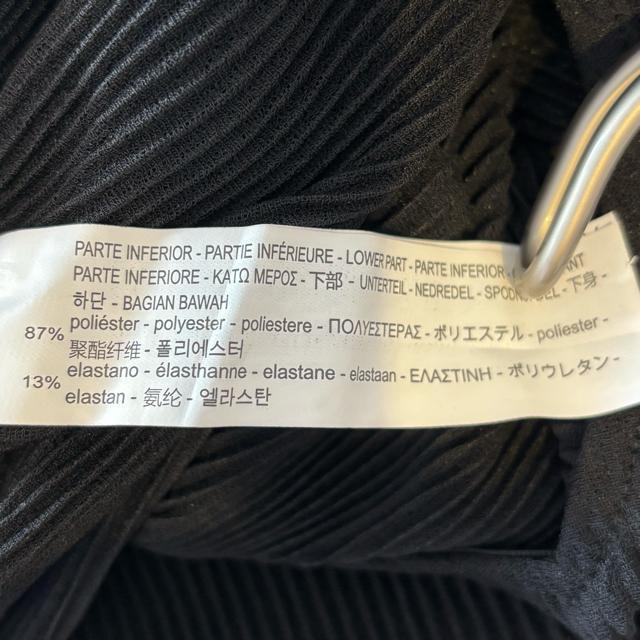 PARTE INFERIOR - PARTIE INFÉRIEURE - LOWER PART - PARTE INFERIOR -
PARTE INFERIORE - ΚΑΤΩ ΜΕΡΟΣ - 下部 - UNTERTEIL - NEDREDEL - - 下身 -
하단 - BAGIAN BAWAH
87% poliéster - polyester - poliestere - ΠΟΛΥΕΣΤΕΡΑΣ - ポリエステル - poliester -
聚酯纤维 - 폴리에스터
13% elastano - élasthanne - elastane - elastaan - ΕΛΑΣΤΙΝΗ - ポリウレタン -
elastan - 氨纶 - 엘라스탄